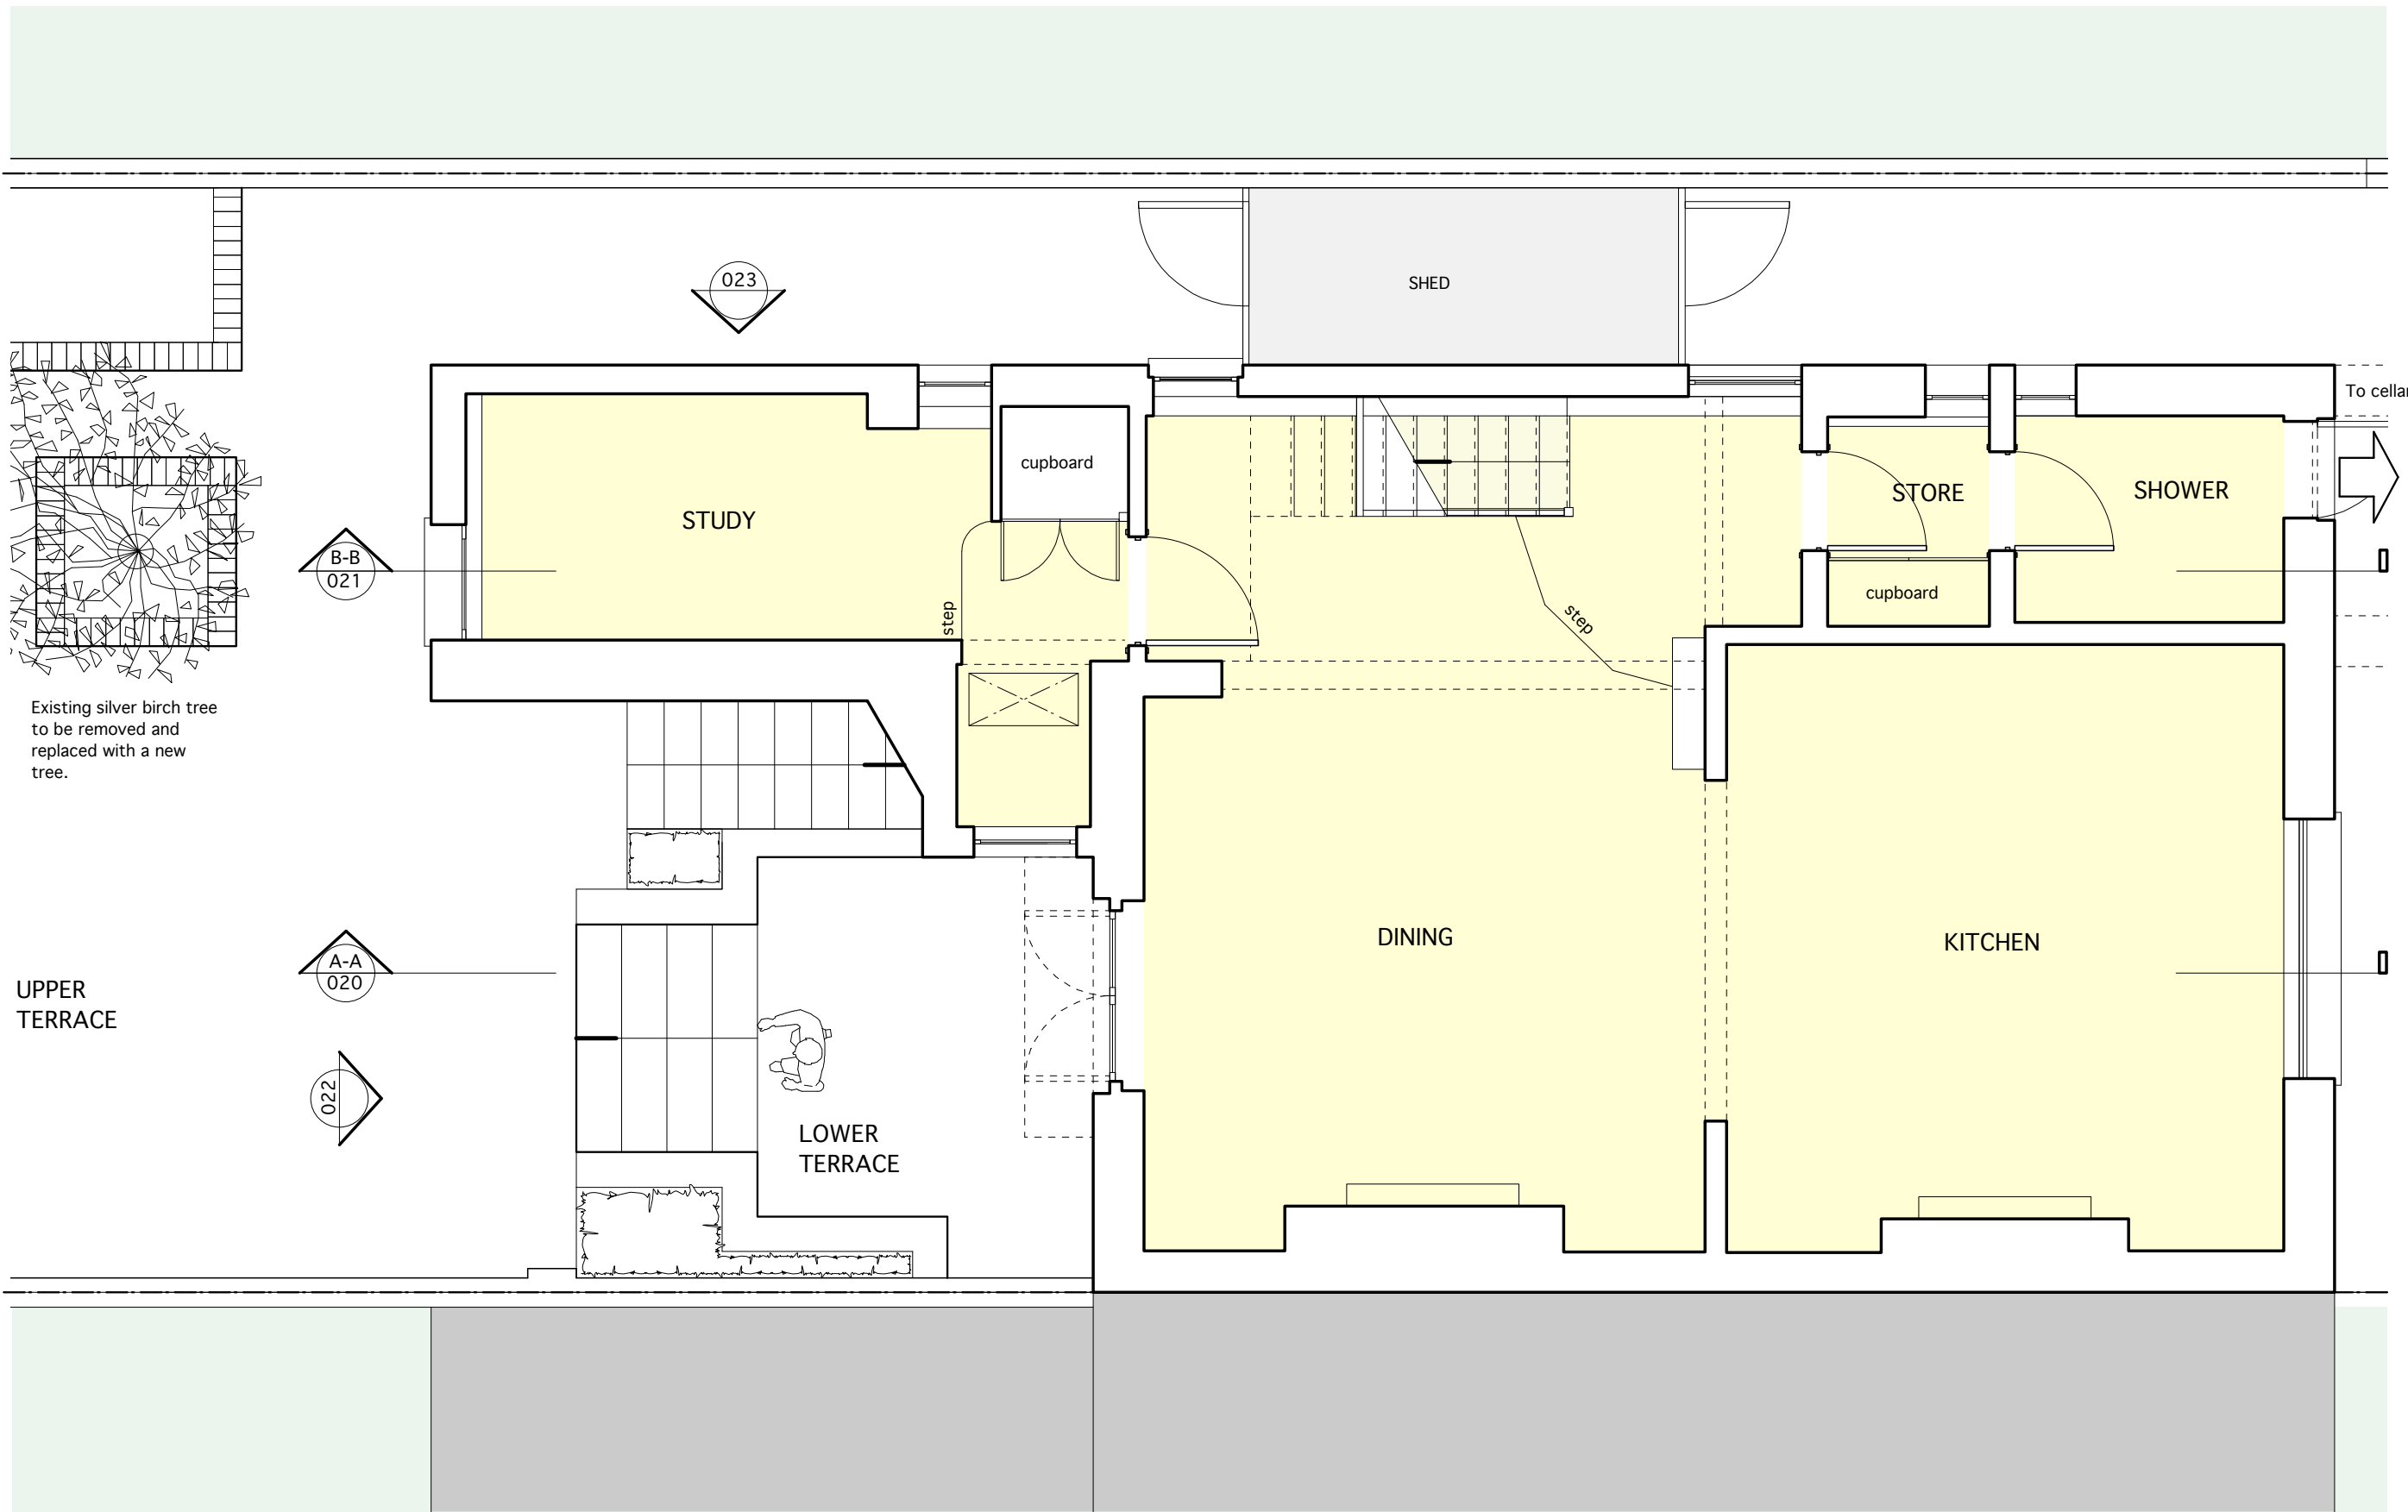 023
SHED
To cellar
cupboard
STORE
SHOWER
STUDY
B-B
021
cupboard
step
step
Existing silver birch tree
to be removed and
replaced with a new
tree.
DINING
KITCHEN
A-A
020
UPPER
TERRACE
022
LOWER
TERRACE